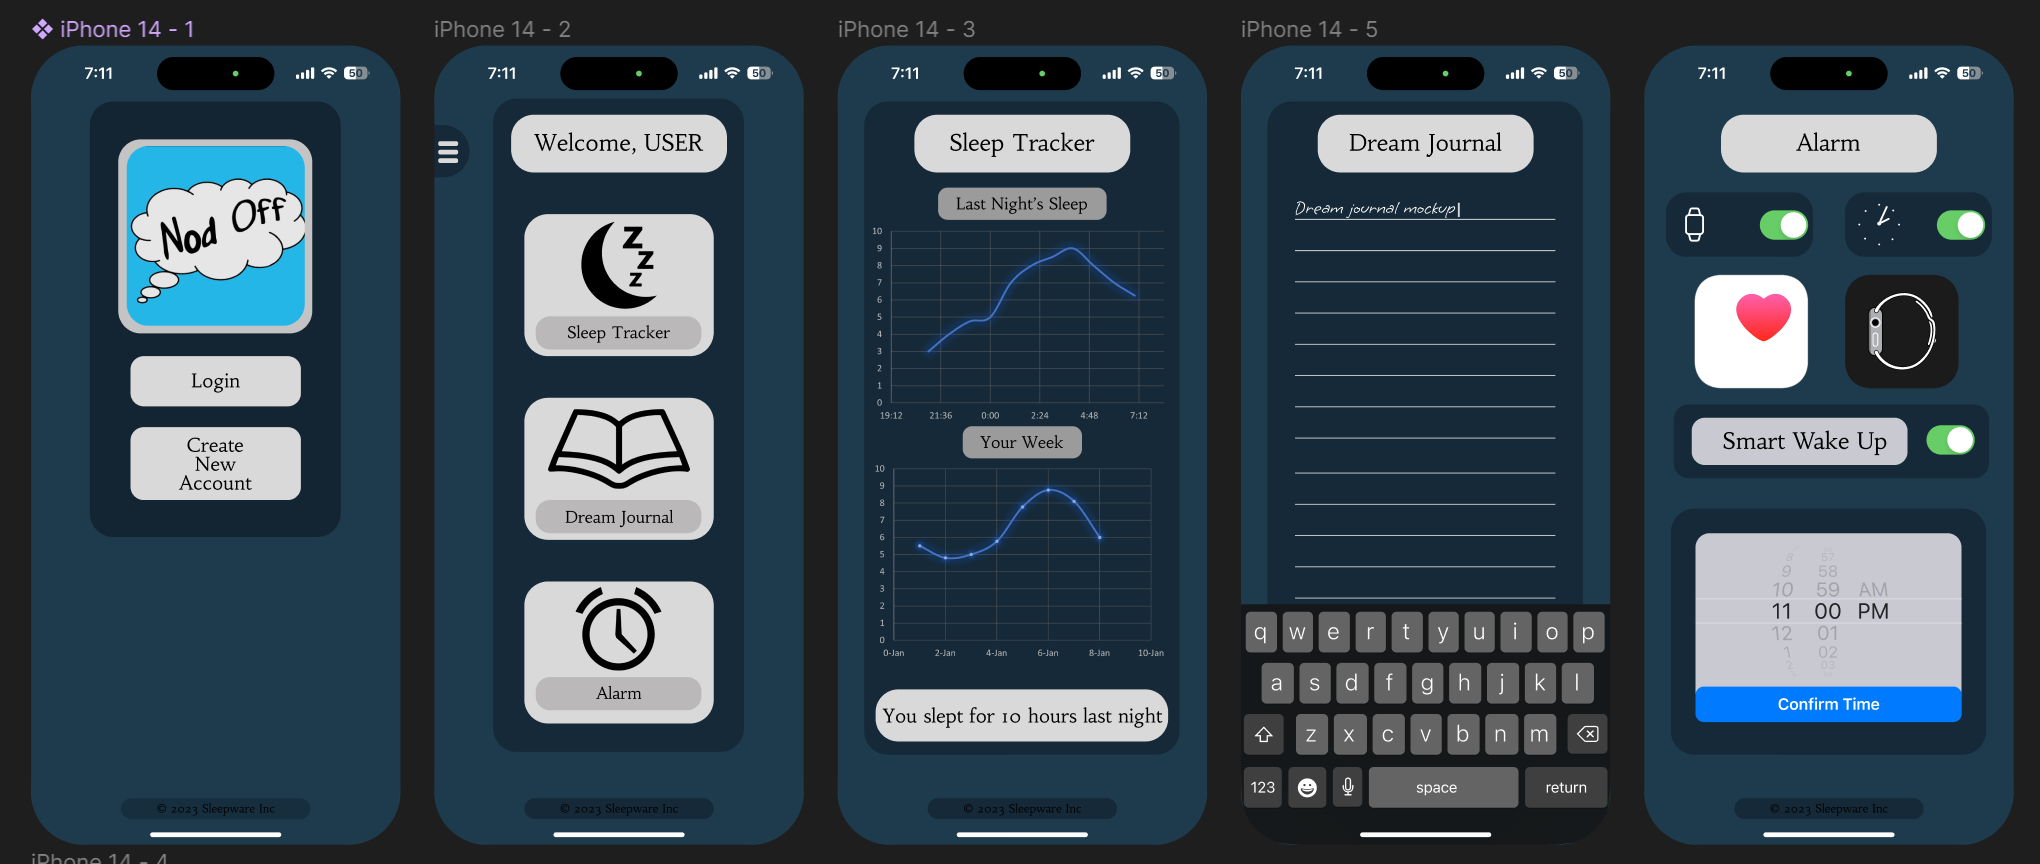 iPhone 14 - 1
7:11
50
Nod Off
Login
Create
New
Account
© 2023 Sleepware Inc
iPhone 14 - 2
7:11
50
Welcome, USER
Z
Z
Z
Sleep Tracker
Dream Journal
Alarm
© 2023 Sleepware Inc
iPhone 14 - 3
7:11
50
Sleep Tracker
Last Night's Sleep
10
9
8
7
6
5
4
3
2
1
0
19:12 21:36 0:00 2:24 4:48 7:12
Your Week
10
9
8
7
6
5
4
3
2
1
0
0-Jan 2-Jan 4-Jan 6-Jan 8-Jan 10-Jan
You slept for 10 hours last night
© 2023 Sleepware Inc
iPhone 14 - 5
7:11
50
Dream Journal
Dream journal mockup
q w e r t y u i o p
a s d f g h j k l
z x c v b n m
123 space return
7:11
50
Alarm
Smart Wake Up
8 57
9 58
10 59 AM
11 00 PM
12 01
1 02
2 03
Confirm Time
© 2023 Sleepware Inc
iPhone 14 - 4